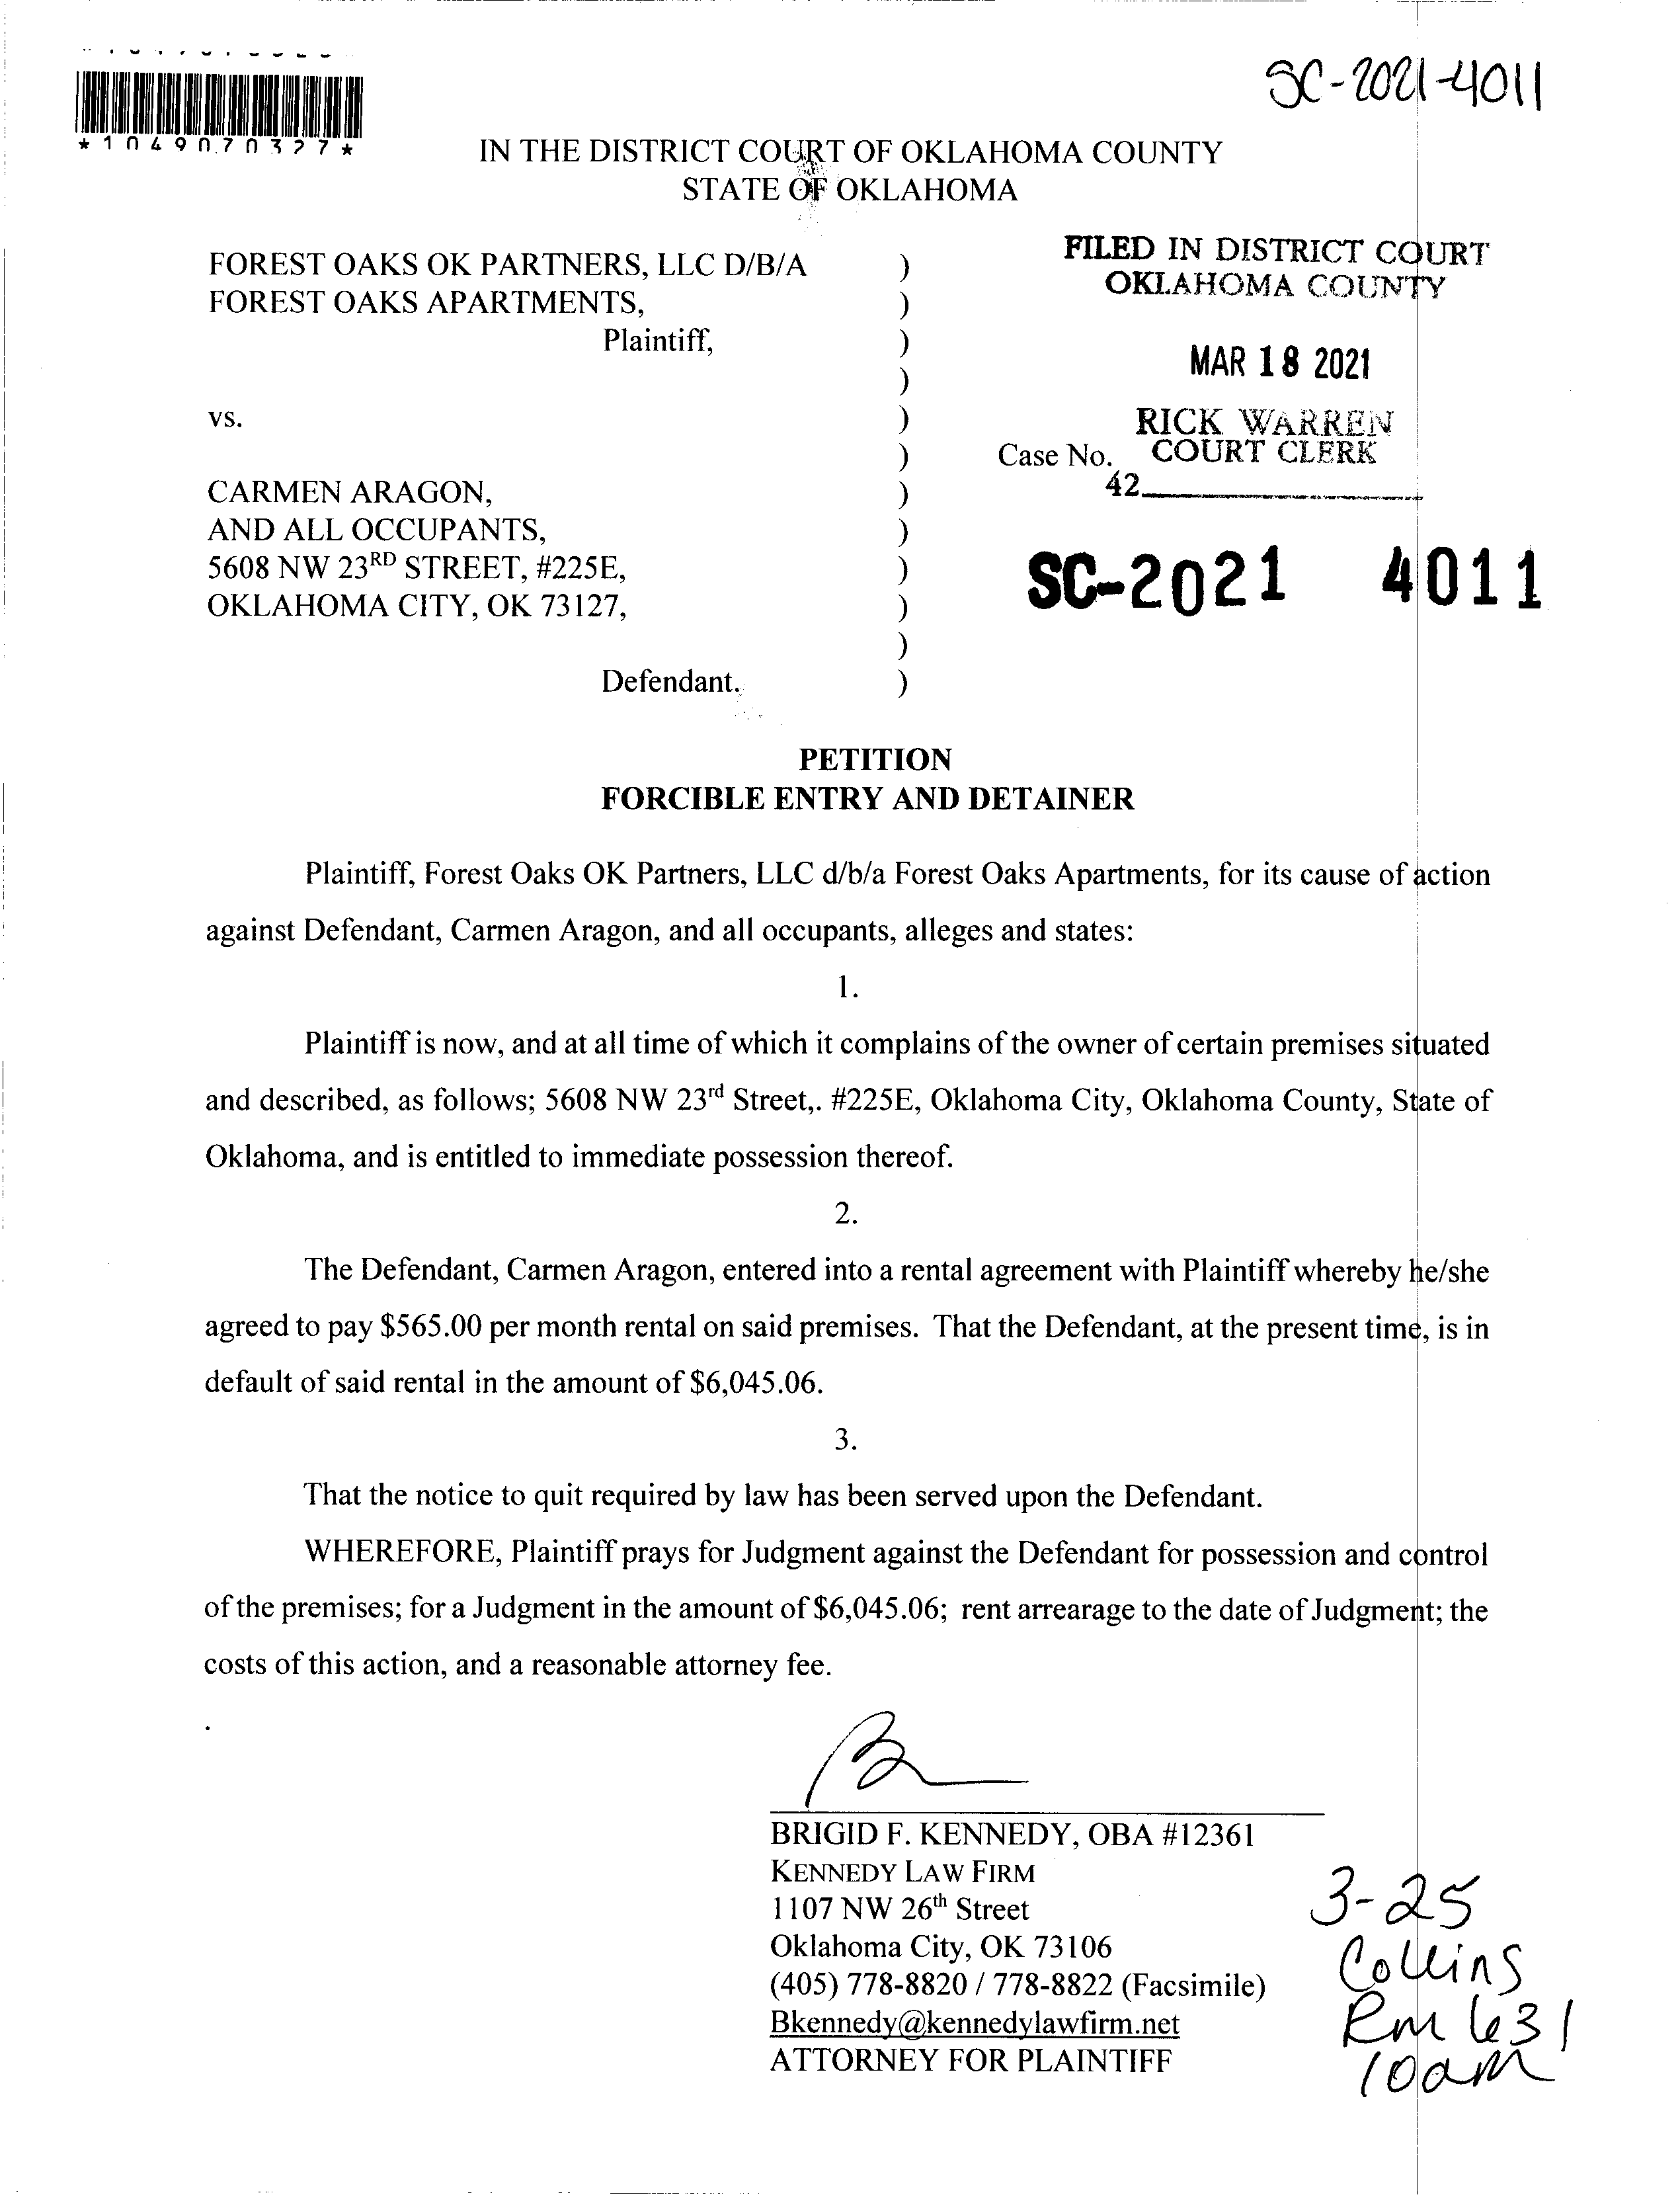 SC-2021-4011
*1049070327*
IN THE DISTRICT COURT OF OKLAHOMA COUNTY
STATE OF OKLAHOMA
FOREST OAKS OK PARTNERS, LLC D/B/A )
FOREST OAKS APARTMENTS, )
Plaintiff, )
)
vs. )
)
CARMEN ARAGON, )
AND ALL OCCUPANTS, )
5608 NW 23RD STREET, #225E, )
OKLAHOMA CITY, OK 73127, )
)
Defendant. )
FILED IN DISTRICT COURT
OKLAHOMA COUNTY
MAR 18 2021
RICK WARREN
Case No. COURT CLERK
42
SC-2021 4011
PETITION
FORCIBLE ENTRY AND DETAINER
Plaintiff, Forest Oaks OK Partners, LLC d/b/a Forest Oaks Apartments, for its cause of action
against Defendant, Carmen Aragon, and all occupants, alleges and states:
1.
Plaintiff is now, and at all time of which it complains of the owner of certain premises situated
and described, as follows; 5608 NW 23rd Street,. #225E, Oklahoma City, Oklahoma County, State of
Oklahoma, and is entitled to immediate possession thereof.
2.
The Defendant, Carmen Aragon, entered into a rental agreement with Plaintiff whereby he/she
agreed to pay $565.00 per month rental on said premises. That the Defendant, at the present time, is in
default of said rental in the amount of $6,045.06.
3.
That the notice to quit required by law has been served upon the Defendant.
WHEREFORE, Plaintiff prays for Judgment against the Defendant for possession and control
of the premises; for a Judgment in the amount of $6,045.06; rent arrearage to the date of Judgment; the
costs of this action, and a reasonable attorney fee.
.
BRIGID F. KENNEDY, OBA #12361
KENNEDY LAW FIRM
1107 NW 26th Street
Oklahoma City, OK 73106
(405) 778-8820 / 778-8822 (Facsimile)
Bkennedy@kennedylawfirm.net
ATTORNEY FOR PLAINTIFF
3-25
Collins
Rm 631
10am